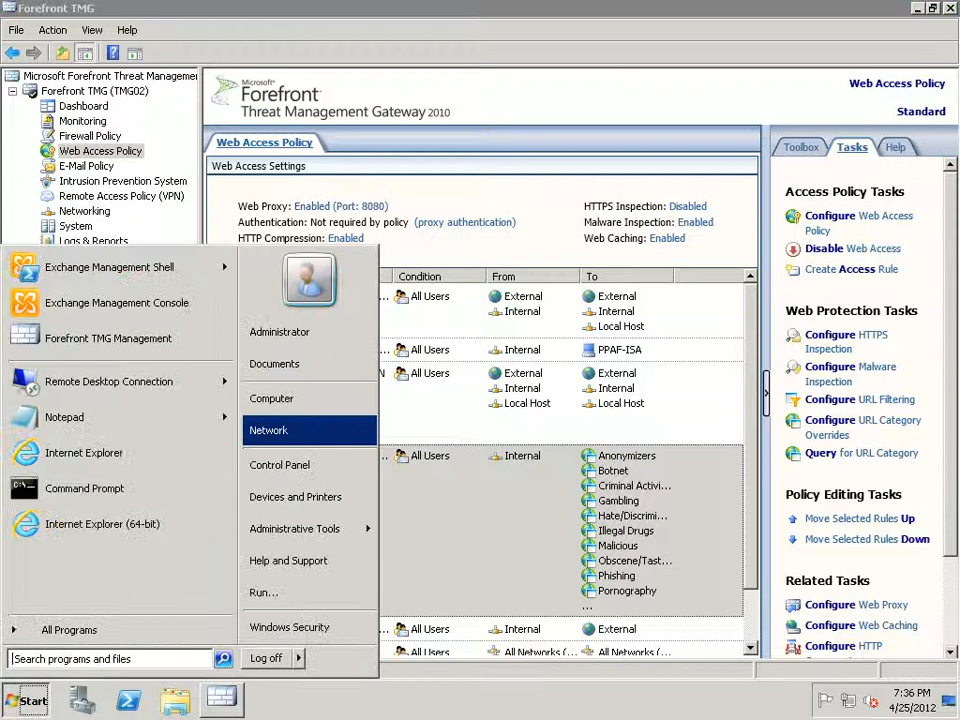 Forefront TMG
File Action View Help
Microsoft Forefront Threat Manageme
Forefront TMG (TMG02)
Dashboard
Monitoring
Firewall Policy
Web Access Policy
E-Mail Policy
Intrusion Prevention System
Remote Access Policy (VPN)
Networking
System
Logs & Reports
Microsoft
Forefront
Threat Management Gateway 2010
Web Access Policy
Standard
Web Access Policy
Web Access Settings
Web Proxy: Enabled (Port: 8080)
Authentication: Not required by policy (proxy authentication)
HTTP Compression: Enabled
HTTPS Inspection: Disabled
Malware Inspection: Enabled
Web Caching: Enabled
Condition From To
... All Users External External
Internal Internal
Local Host
All Users Internal PPAF-ISA
N All Users External External
Internal Internal
Local Host Local Host
... All Users Internal Anonymizers
Botnet
Criminal Activi...
Gambling
Hate/Discrimi...
Illegal Drugs
Malicious
Obscene/Tast...
Phishing
Pornography
...
All Users Internal External
All Users All Networks (... All Networks (...
Toolbox Tasks Help
Access Policy Tasks
Configure Web Access
Policy
Disable Web Access
Create Access Rule
Web Protection Tasks
Configure HTTPS
Inspection
Configure Malware
Inspection
Configure URL Filtering
Configure URL Category
Overrides
Query for URL Category
Policy Editing Tasks
Move Selected Rules Up
Move Selected Rules Down
Related Tasks
Configure Web Proxy
Configure Web Caching
Configure HTTP
Exchange Management Shell
Exchange Management Console
Forefront TMG Management
Remote Desktop Connection
Notepad
Internet Explorer
Command Prompt
Internet Explorer (64-bit)
All Programs
Search programs and files
Administrator
Documents
Computer
Network
Control Panel
Devices and Printers
Administrative Tools
Help and Support
Run...
Windows Security
Log off
Start
7:36 PM
4/25/2012